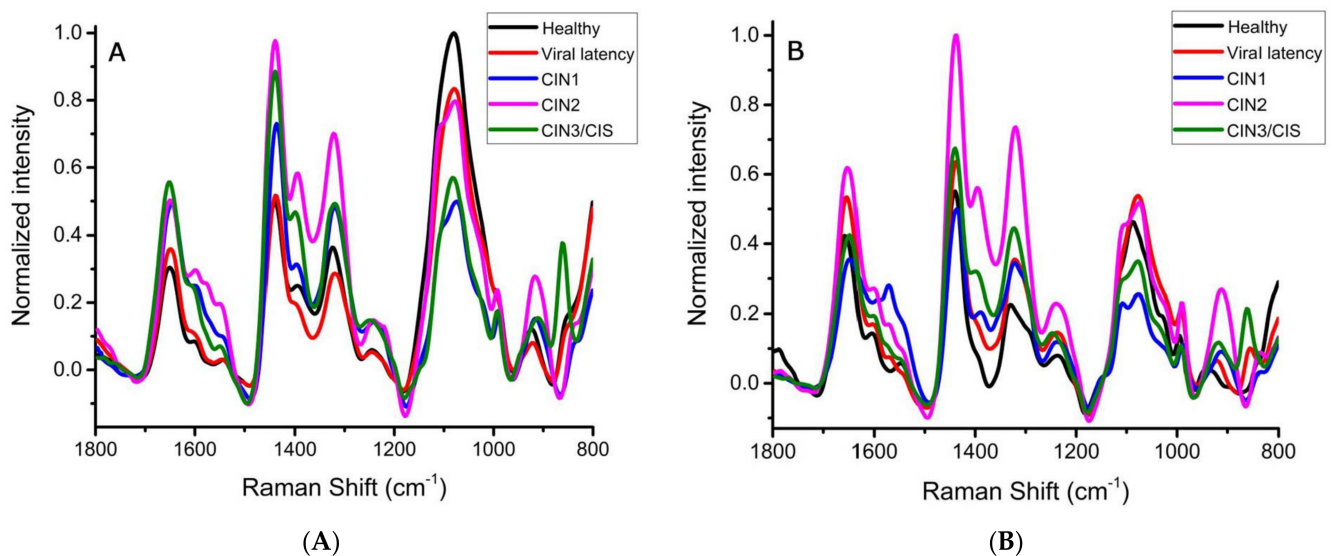 A
Healthy
Viral latency
CIN1
CIN2
CIN3/CIS
1.0
0.8
0.6
0.4
0.2
0.0
Normalized intensity
1800
1600
1400
1200
1000
800
Raman Shift (cm-1)
(A)
B
Healthy
Viral latency
CIN1
CIN2
CIN3/CIS
1.0
0.8
0.6
0.4
0.2
0.0
Normalized intensity
1800
1600
1400
1200
1000
800
Raman Shift (cm-1)
(B)